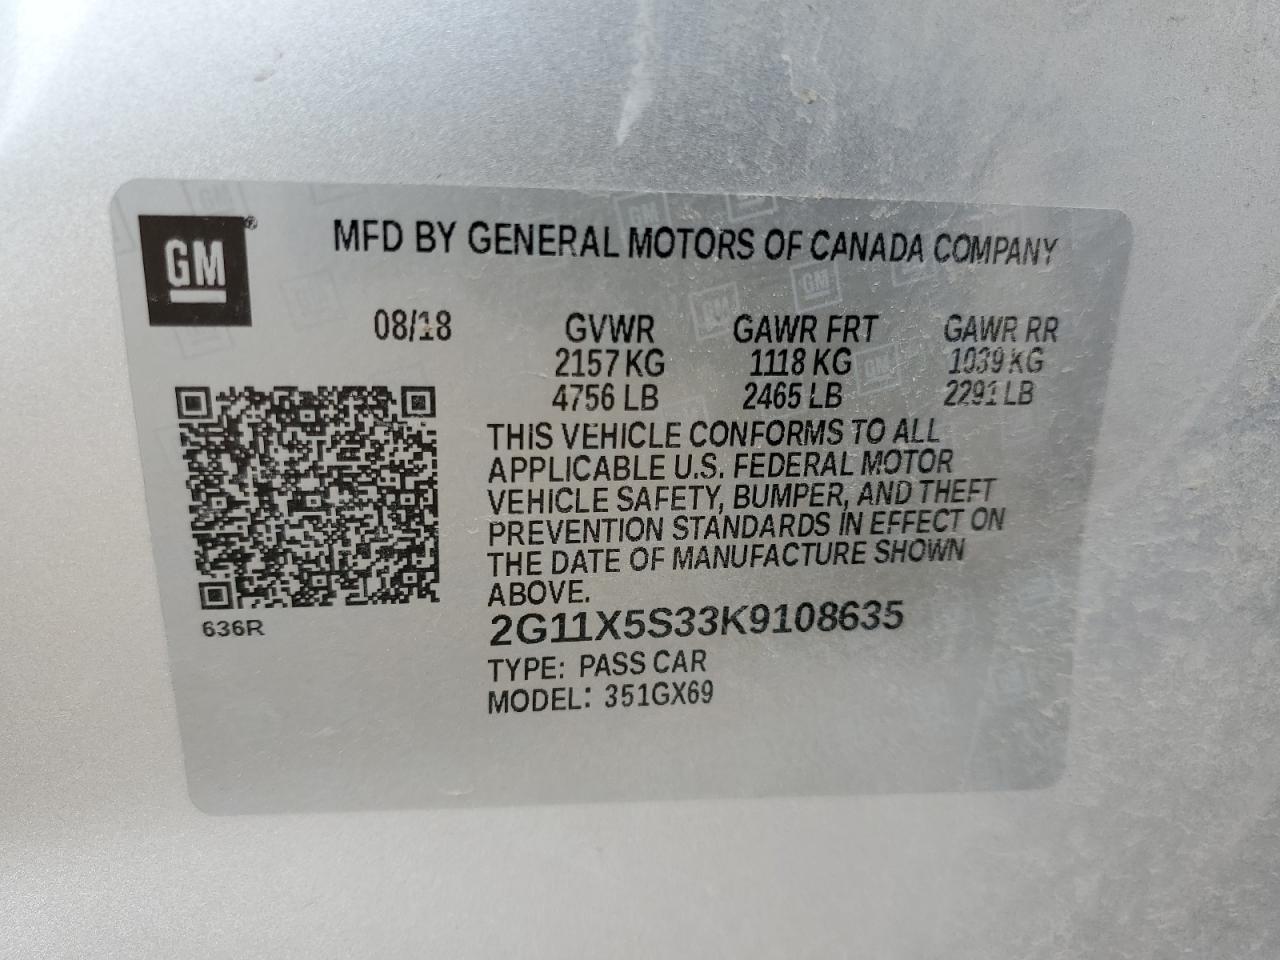 GM
MFD BY GENERAL MOTORS OF CANADA COMPANY
08/18 GVWR GAWR FRT GAWR RR
2157 KG 1118 KG 1039 KG
4756 LB 2465 LB 2291 LB
THIS VEHICLE CONFORMS TO ALL
APPLICABLE U.S. FEDERAL MOTOR
VEHICLE SAFETY, BUMPER, AND THEFT
PREVENTION STANDARDS IN EFFECT ON
THE DATE OF MANUFACTURE SHOWN
ABOVE.
636R
2G11X5S33K9108635
TYPE: PASS CAR
MODEL: 351GX69